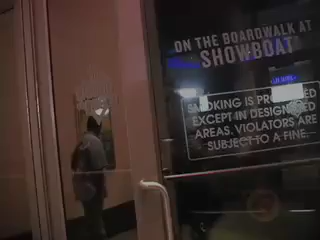 ON THE BOARDWALK AT
SHOWBOAT
SMOKING IS PROHIBITED
EXCEPT IN DESIGNATED
AREAS. VIOLATORS ARE
SUBJECT TO A FINE.